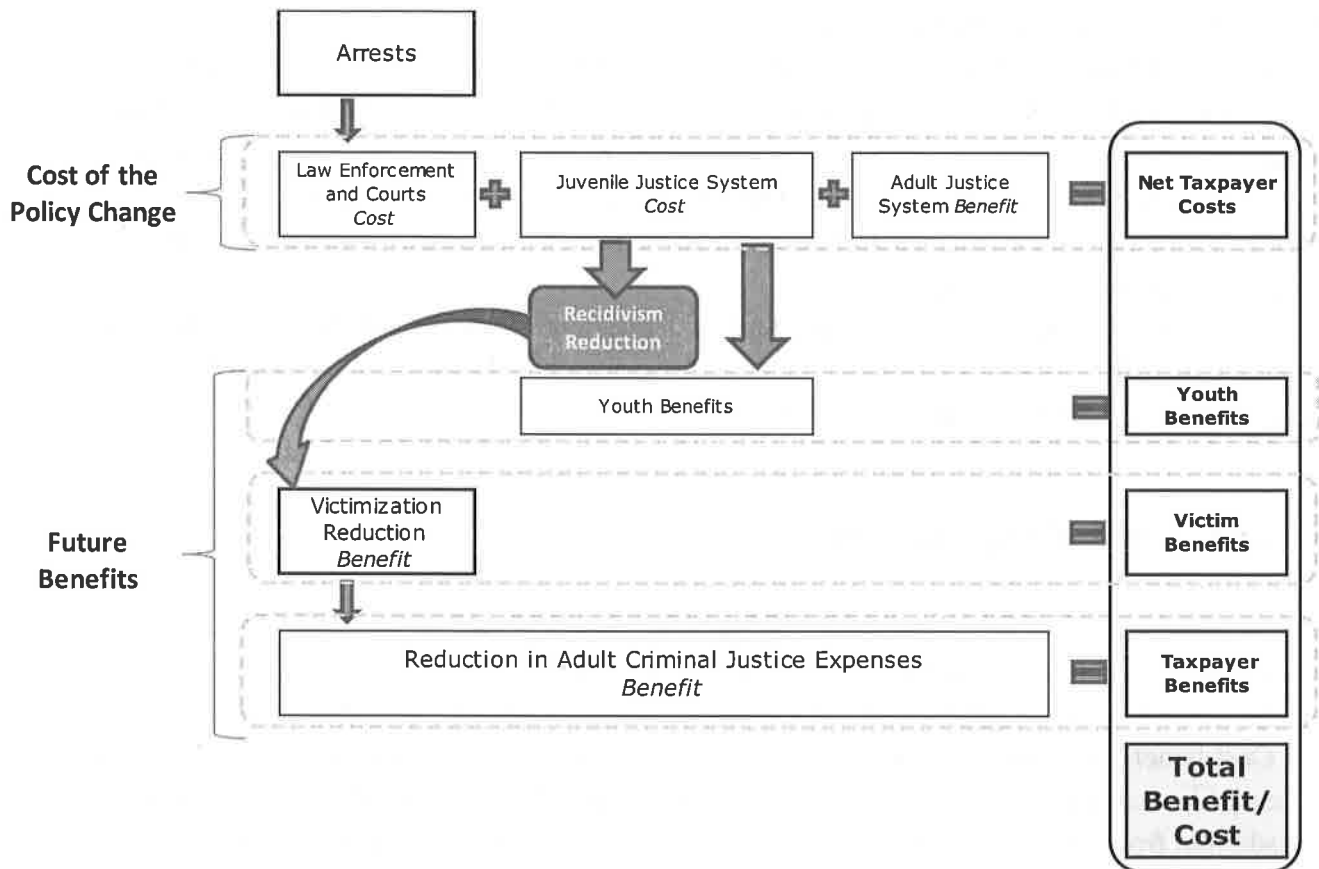 Arrests
Cost of the
Policy Change
Law Enforcement
and Courts
Cost
Juvenile Justice System
Cost
Adult Justice
System Benefit
Net Taxpayer
Costs
Recidivism
Reduction
Youth Benefits
Youth
Benefits
Future
Benefits
Victimization
Reduction
Benefit
Victim
Benefits
Reduction in Adult Criminal Justice Expenses
Benefit
Taxpayer
Benefits
Total
Benefit/
Cost